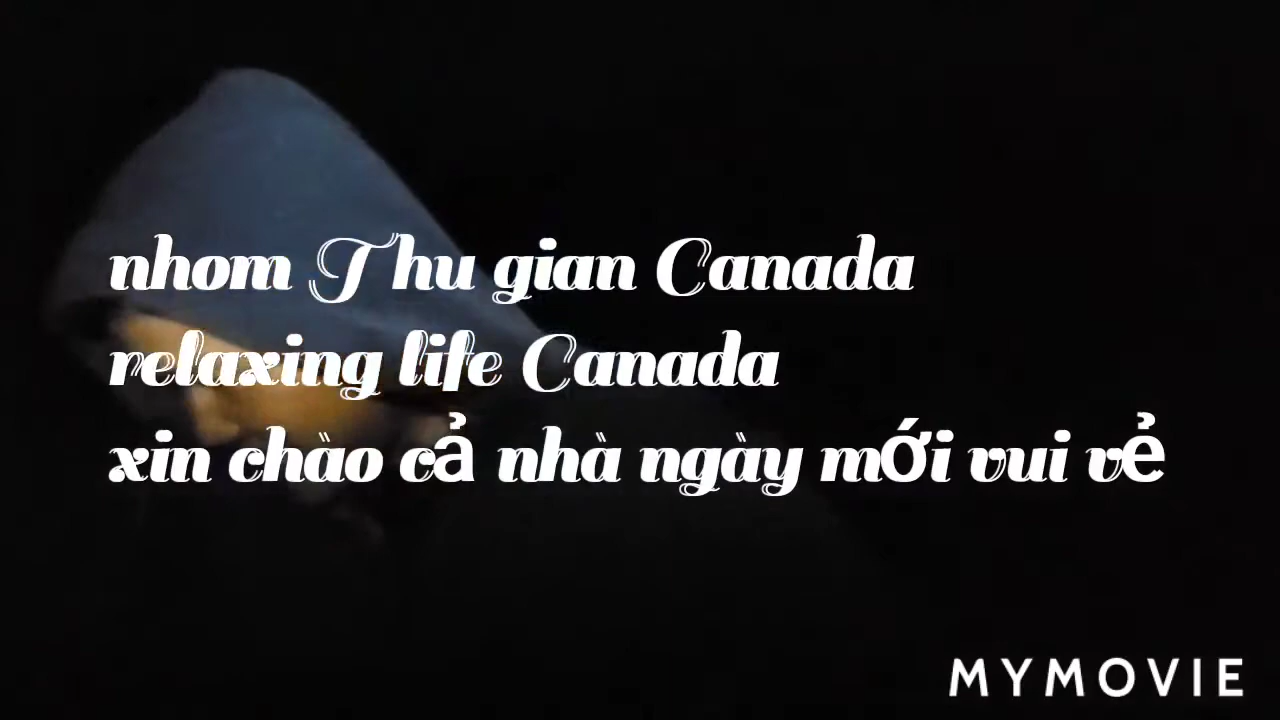 nhom Thu gian Canada
relaxing life Canada
xin chào cả nhà ngày mới vui vẻ
MYMOVIE